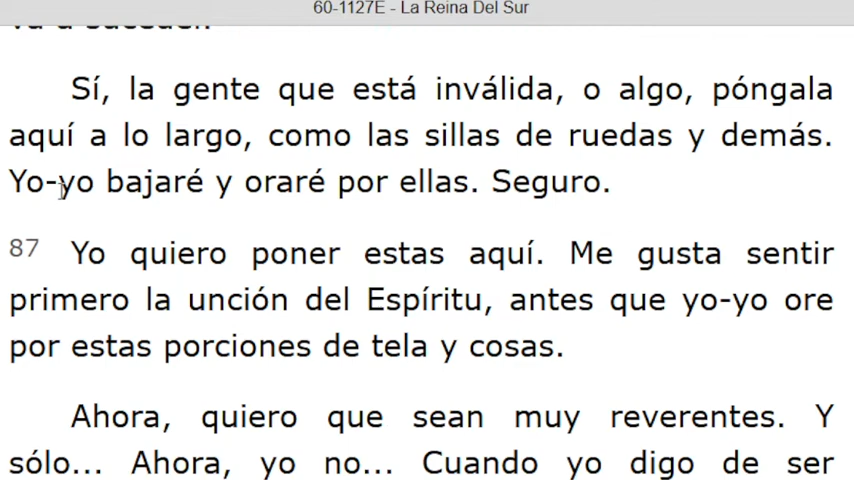 60-1127E - La Reina Del Sur
Sí, la gente que está inválida, o algo, póngala
aquí a lo largo, como las sillas de ruedas y demás.
Yo-yo bajaré y oraré por ellas. Seguro.
87 Yo quiero poner estas aquí. Me gusta sentir
primero la unción del Espíritu, antes que yo-yo ore
por estas porciones de tela y cosas.
Ahora, quiero que sean muy reverentes. Y
sólo... Ahora, yo no... Cuando yo digo de ser